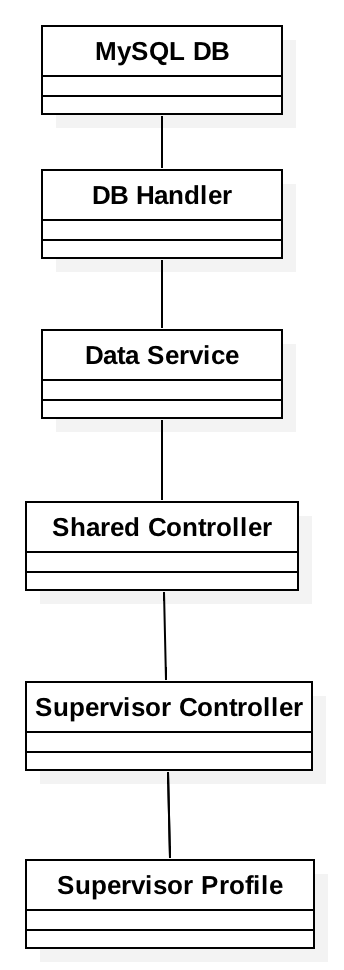 MySQL DB
DB Handler
Data Service
Shared Controller
Supervisor Controller
Supervisor Profile